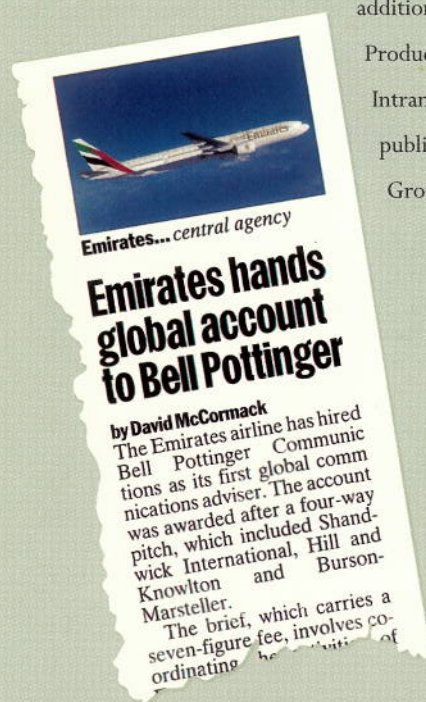 addition
Produc
Intran
publi
Gro
Emirates
Emirates... central agency
Emirates hands
global account
to Bell Pottinger
by David McCormack
The Emirates airline has hired
Bell Pottinger Communic
tions as its first global comm
nications adviser. The account
was awarded after a four-way
pitch, which included Shand-
wick International, Hill and
Knowlton and Burson-
Marsteller.
The brief, which carries a
seven-figure fee, involves co-
ordinating of